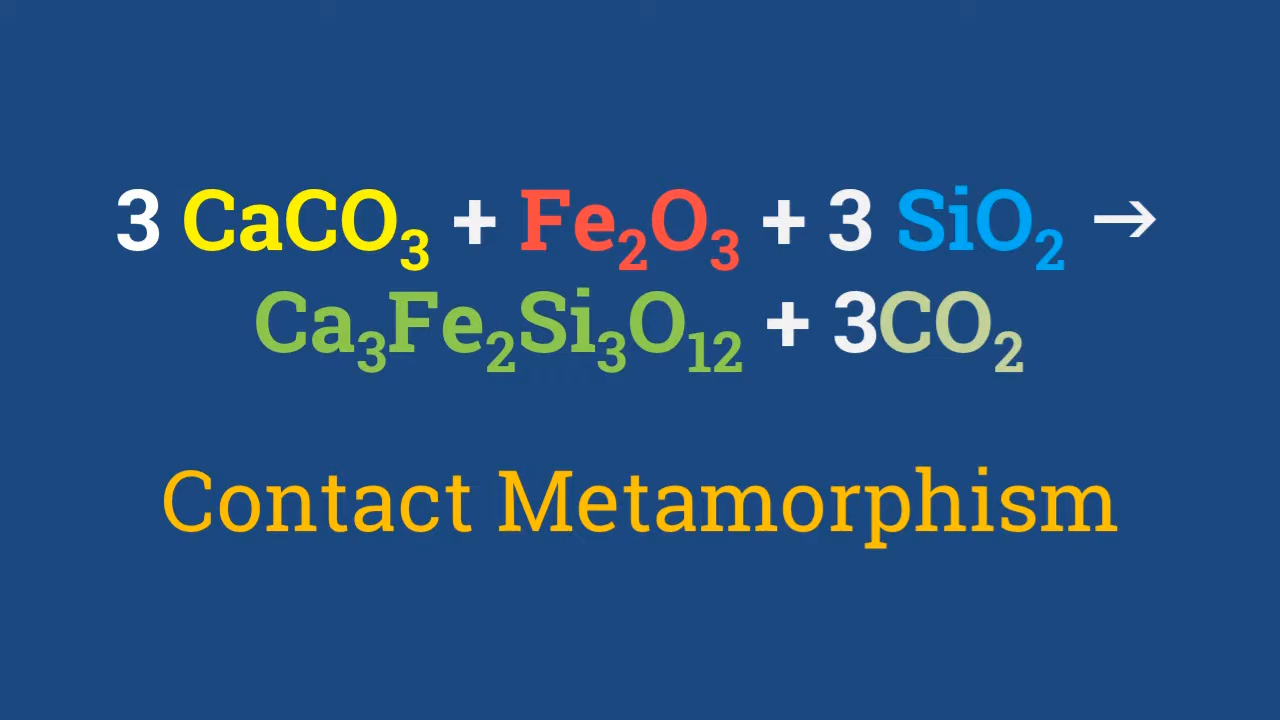 3 CaCO₃ + Fe₂O₃ + 3 SiO₂ →
Ca₃Fe₂Si₃O₁₂ + 3CO₂
Contact Metamorphism